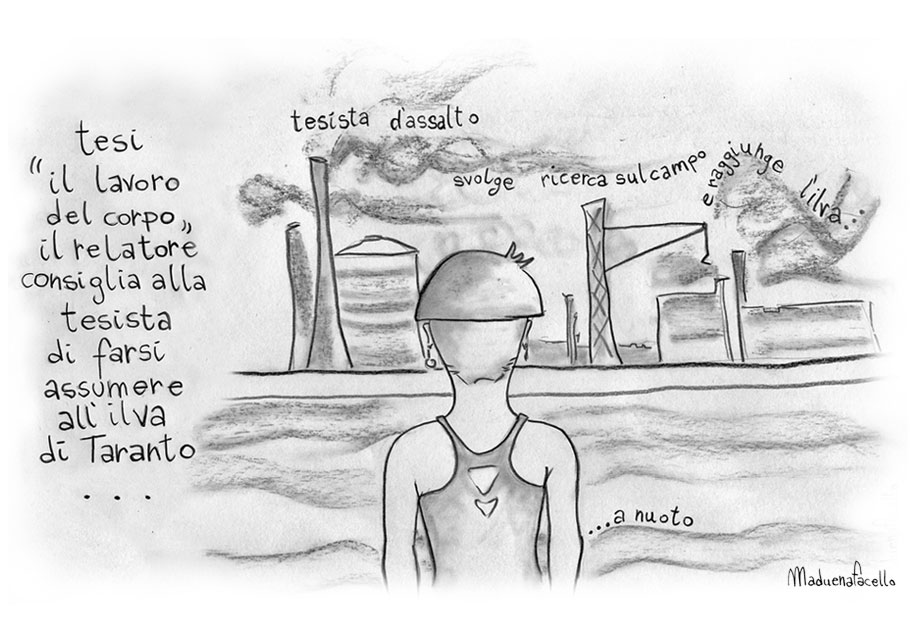 tesi
"il lavoro
del corpo"
il relatore
consiglia alla
tesista
di farsi
assumere
all'ilva
di Taranto
...
tesista d'assalto
svolge ricerca sul campo
e raggiunge
l'ilva...
...a nuoto
Maduenafacello